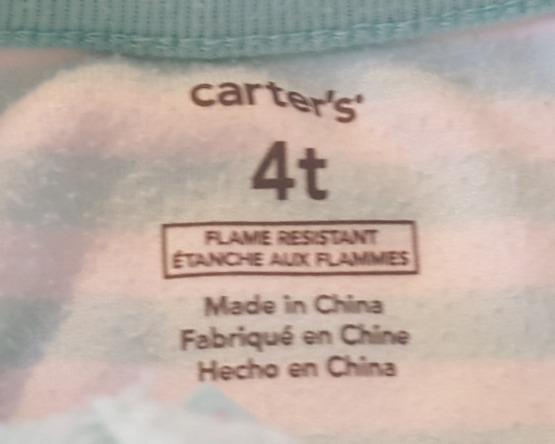 carter's®
4t
FLAME RESISTANT
ÉTANCHE AUX FLAMMES
Made in China
Fabriqué en Chine
Hecho en China